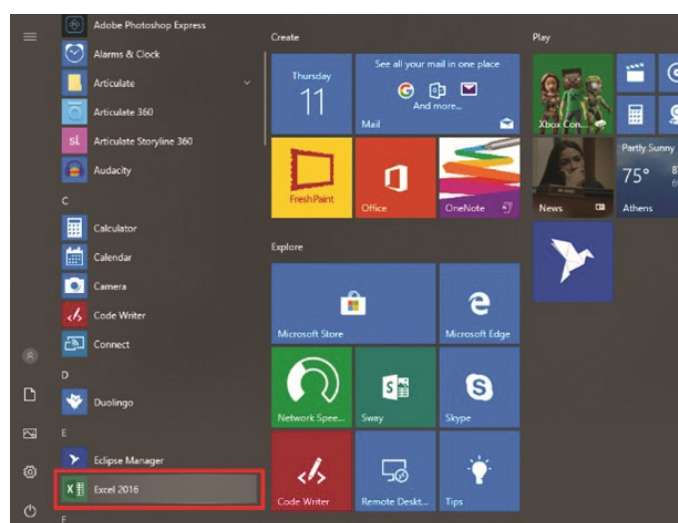 Adobe Photoshop Express
Alarms & Clock
Articulate
Articulate 360
St
Articulate Storyline 360
Audacity
C
Calculator
Calendar
Camera
Code Writer
Connect
D
Duolingo
E
Eclipse Manager
Excel 2016
Create
Thursday
11
See all your mail in one place
And
more...
Mail
Fresh Paint
Office
OneNote
Explore
Microsoft Store
Microsoft Edge
Network Spee...
Sway
Skype
Code Writer
Remote Deskt...
Tips
Play
Xbox Con...
News
Partly Sunny
75°
Athens